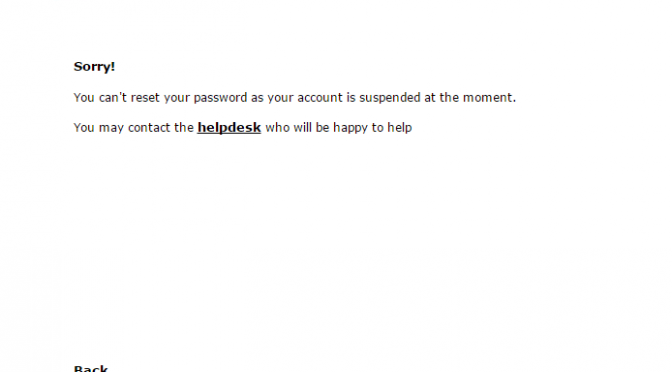 Sorry!
You can't reset your password as your account is suspended at the moment.
You may contact the helpdesk who will be happy to help
Back